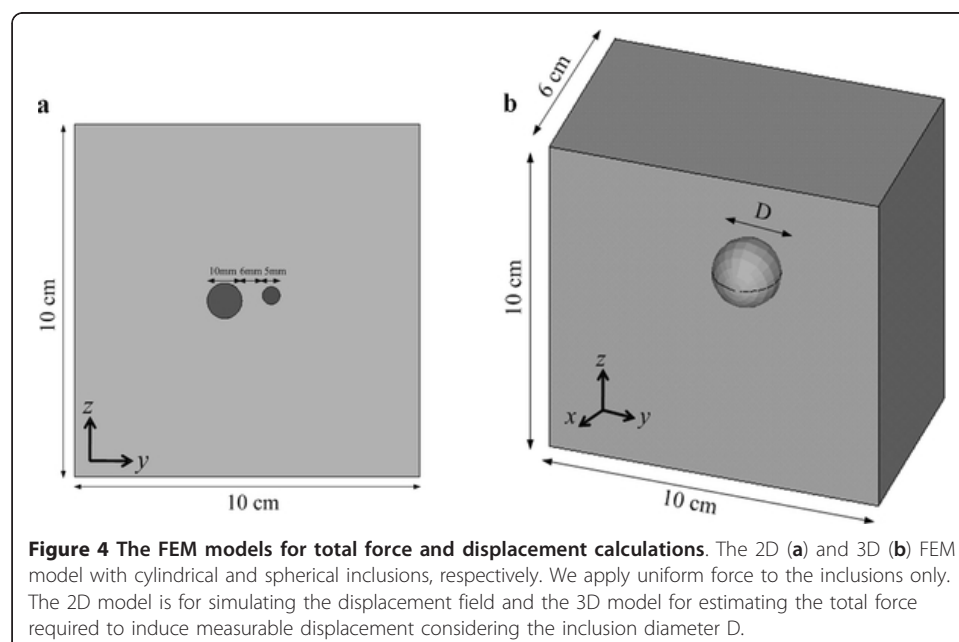 a
10 cm
10mm 6mm 5mm
z
y
10 cm
b
6 cm
10 cm
D
z
x
y
10 cm
Figure 4 The FEM models for total force and displacement calculations. The 2D (a) and 3D (b) FEM
model with cylindrical and spherical inclusions, respectively. We apply uniform force to the inclusions only.
The 2D model is for simulating the displacement field and the 3D model for estimating the total force
required to induce measurable displacement considering the inclusion diameter D.